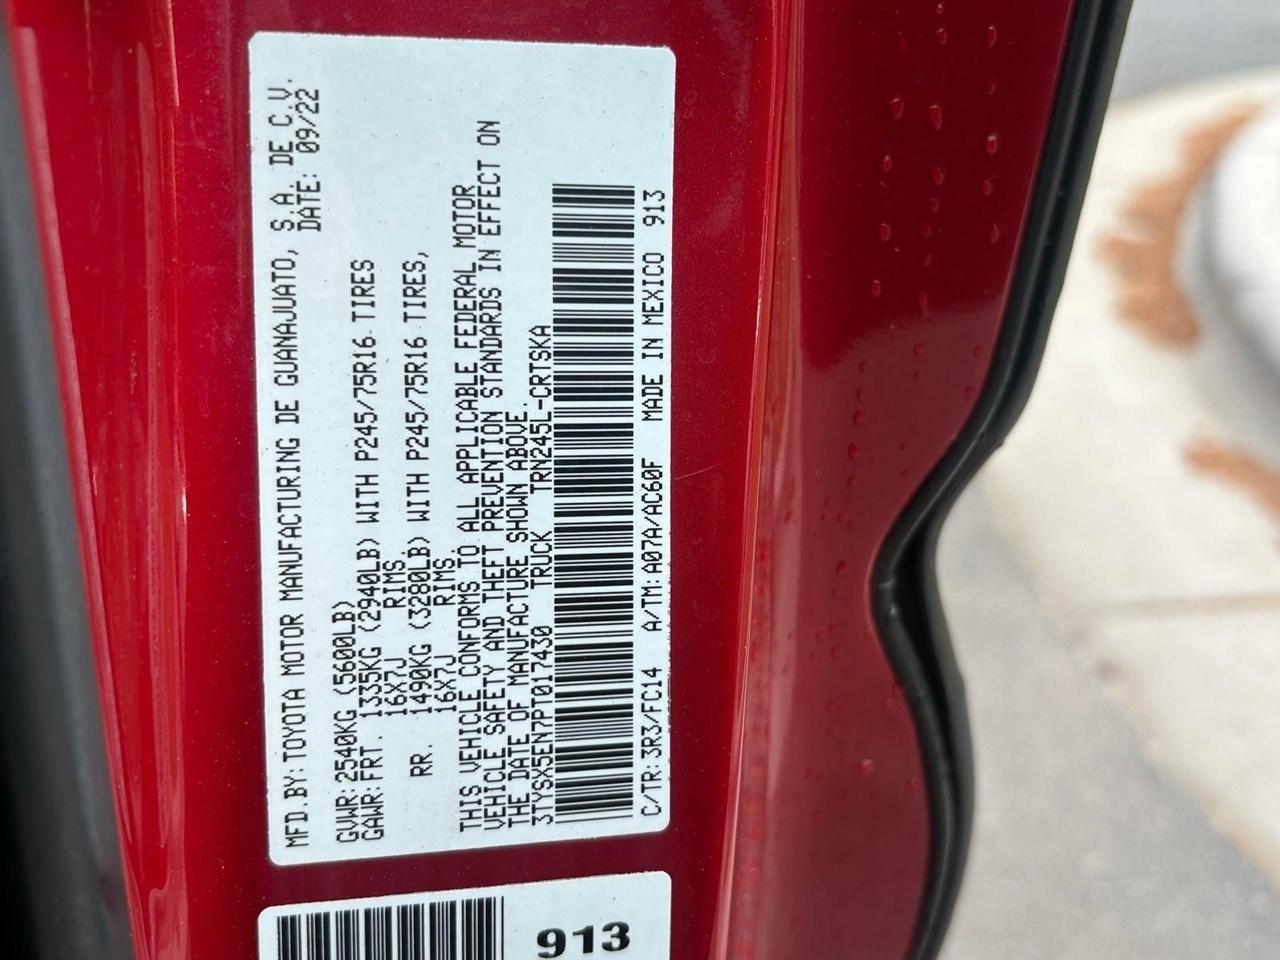 MFD.BY: TOYOTA MOTOR MANUFACTURING DE GUANAJUATO, S.A. DE C.V.
DATE: 09/22
GVWR: 2540KG (5600LB)
GAWR: FRT. 1335KG (2940LB) WITH P245/75R16 TIRES
16X7J RIMS,
RR. 1490KG (3280LB) WITH P245/75R16 TIRES,
16X7J RIMS.
THIS VEHICLE CONFORMS TO ALL APPLICABLE FEDERAL MOTOR
VEHICLE SAFETY AND THEFT PREVENTION STANDARDS IN EFFECT ON
THE DATE OF MANUFACTURE SHOWN ABOVE.
3TYSX5EN7PT017430 TRUCK TRN245L-CRTSKA
C/TR: 3R3/FC14 A/TM: A07A/AC60F MADE IN MEXICO 913
913